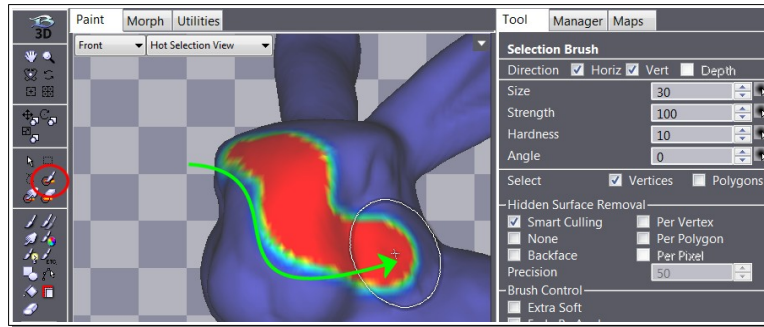 3D
Paint Morph Utilities
Front Hot Selection View
Tool Manager Maps
Selection Brush
Direction Horiz Vert Depth
Size 30
Strength 100
Hardness 10
Angle 0
Select Vertices Polygons
Hidden Surface Removal
Smart Culling Per Vertex
None Per Polygon
Backface Per Pixel
Precision 50
Brush Control
Extra Soft